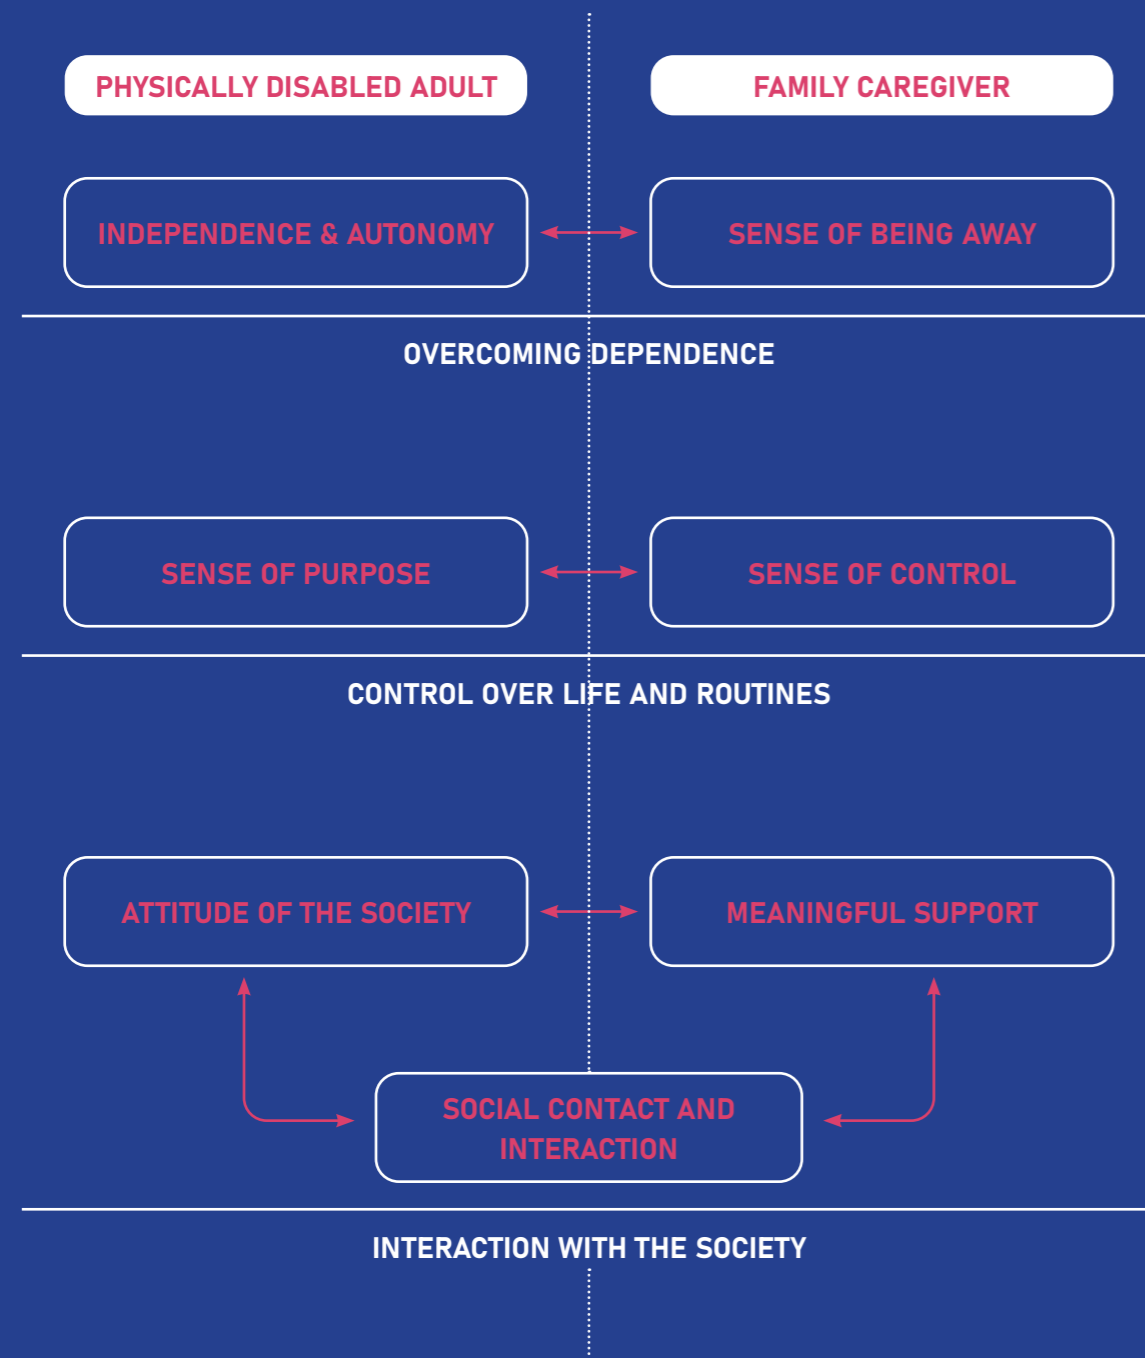 PHYSICALLY DISABLED ADULT
FAMILY CAREGIVER
INDEPENDENCE & AUTONOMY
SENSE OF BEING AWAY
OVERCOMING DEPENDENCE
SENSE OF PURPOSE
SENSE OF CONTROL
CONTROL OVER LIFE AND ROUTINES
ATTITUDE OF THE SOCIETY
MEANINGFUL SUPPORT
SOCIAL CONTACT AND
INTERACTION
INTERACTION WITH THE SOCIETY